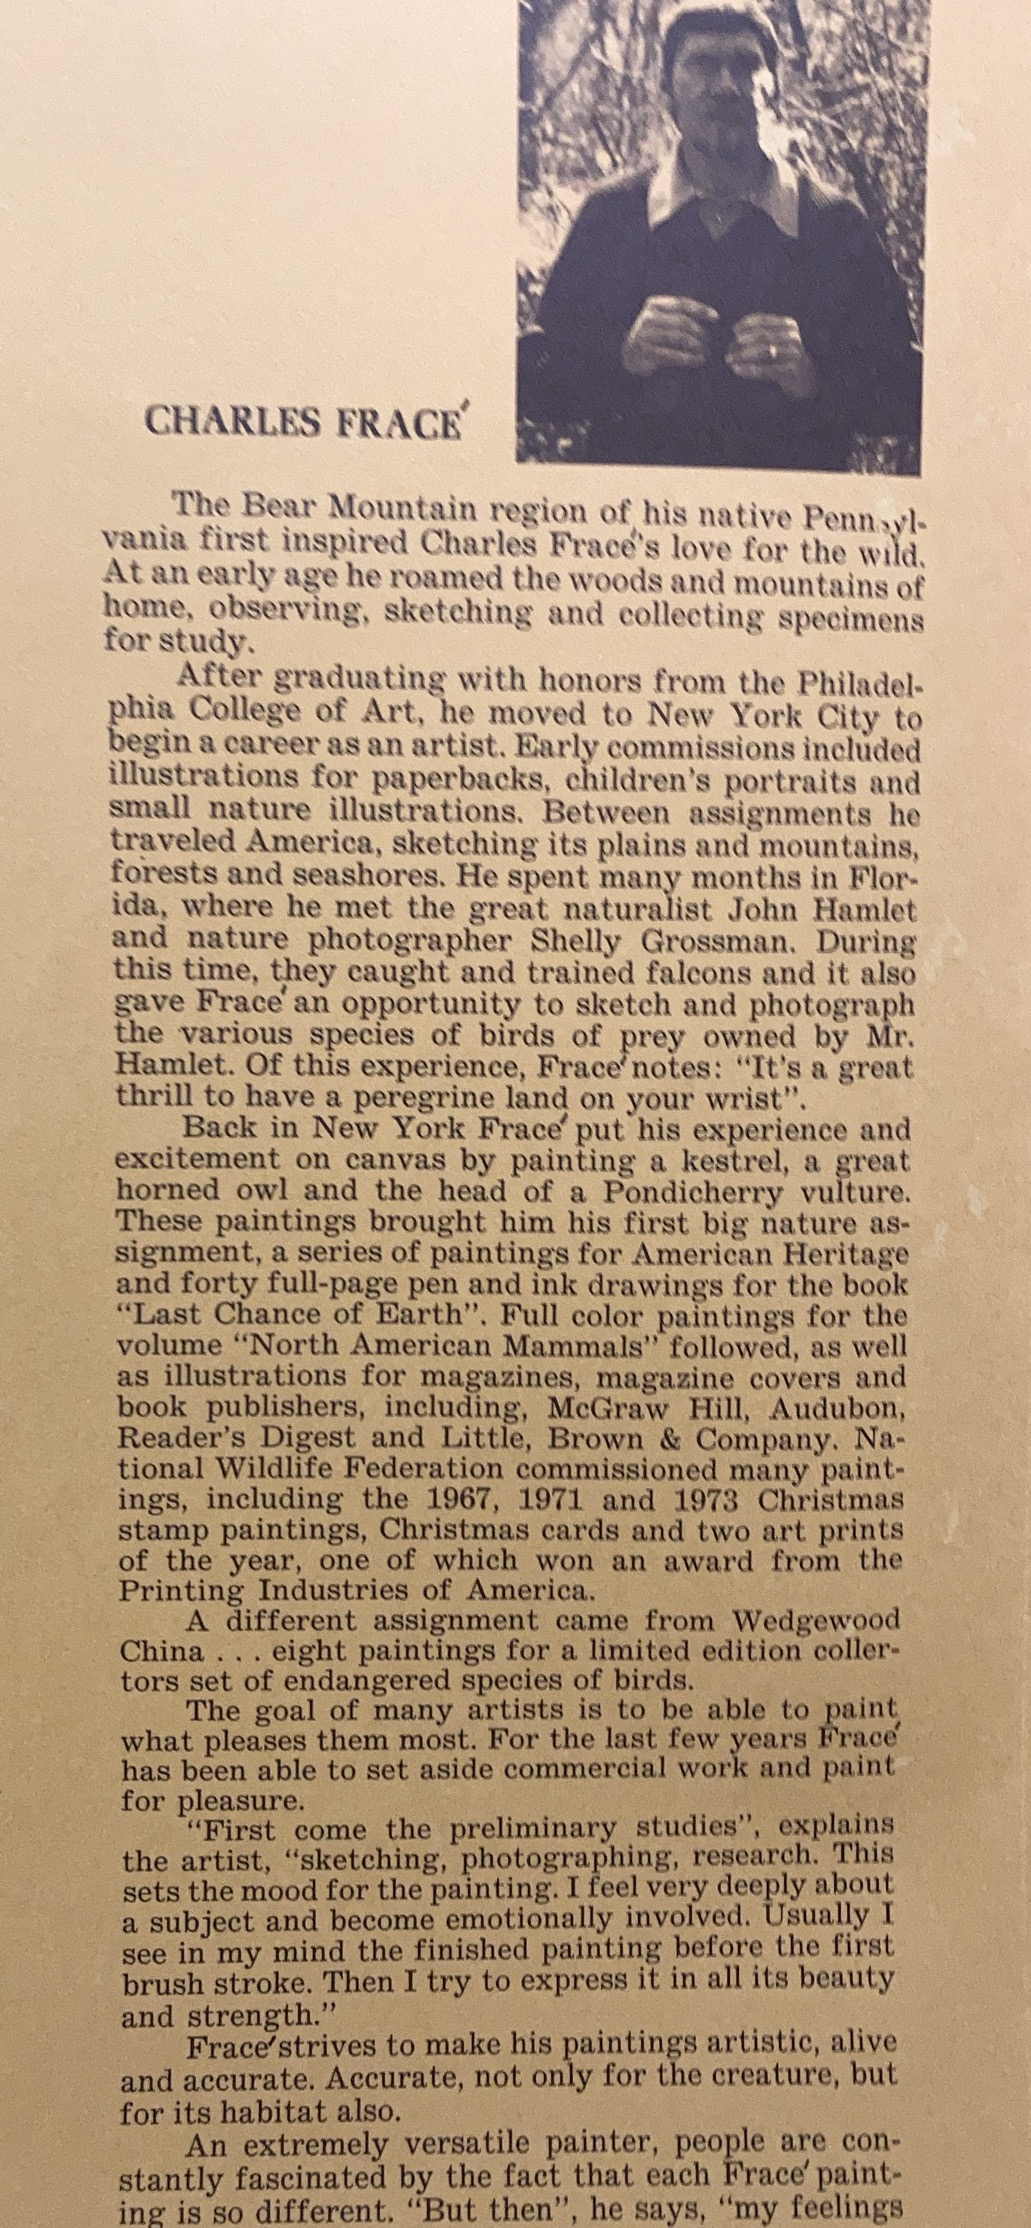 CHARLES FRACÉ
The Bear Mountain region of his native Pennsyl-
vania first inspired Charles Fracé's love for the wild.
At an early age he roamed the woods and mountains of
home, observing, sketching and collecting specimens
for study.
After graduating with honors from the Philadel-
phia College of Art, he moved to New York City to
begin a career as an artist. Early commissions included
illustrations for paperbacks, children's portraits and
small nature illustrations. Between assignments he
traveled America, sketching its plains and mountains,
forests and seashores. He spent many months in Flor-
ida, where he met the great naturalist John Hamlet
and nature photographer Shelly Grossman. During
this time, they caught and trained falcons and it also
gave Fracé an opportunity to sketch and photograph
the various species of birds of prey owned by Mr.
Hamlet. Of this experience, Fracé notes: "It's a great
thrill to have a peregrine land on your wrist".
Back in New York Fracé put his experience and
excitement on canvas by painting a kestrel, a great
horned owl and the head of a Pondicherry vulture.
These paintings brought him his first big nature as-
signment, a series of paintings for American Heritage
and forty full-page pen and ink drawings for the book
"Last Chance of Earth". Full color paintings for the
volume "North American Mammals" followed, as well
as illustrations for magazines, magazine covers and
book publishers, including, McGraw Hill, Audubon,
Reader's Digest and Little, Brown & Company. Na-
tional Wildlife Federation commissioned many paint-
ings, including the 1967, 1971 and 1973 Christmas
stamp paintings, Christmas cards and two art prints
of the year, one of which won an award from the
Printing Industries of America.
A different assignment came from Wedgewood
China . . . eight paintings for a limited edition coller-
tors set of endangered species of birds.
The goal of many artists is to be able to paint
what pleases them most. For the last few years Fracé
has been able to set aside commercial work and paint
for pleasure.
"First come the preliminary studies", explains
the artist, "sketching, photographing, research. This
sets the mood for the painting. I feel very deeply about
a subject and become emotionally involved. Usually I
see in my mind the finished painting before the first
brush stroke. Then I try to express it in all its beauty
and strength."
Fracé strives to make his paintings artistic, alive
and accurate. Accurate, not only for the creature, but
for its habitat also.
An extremely versatile painter, people are con-
stantly fascinated by the fact that each Fracé paint-
ing is so different. "But then", he says, "my feelings